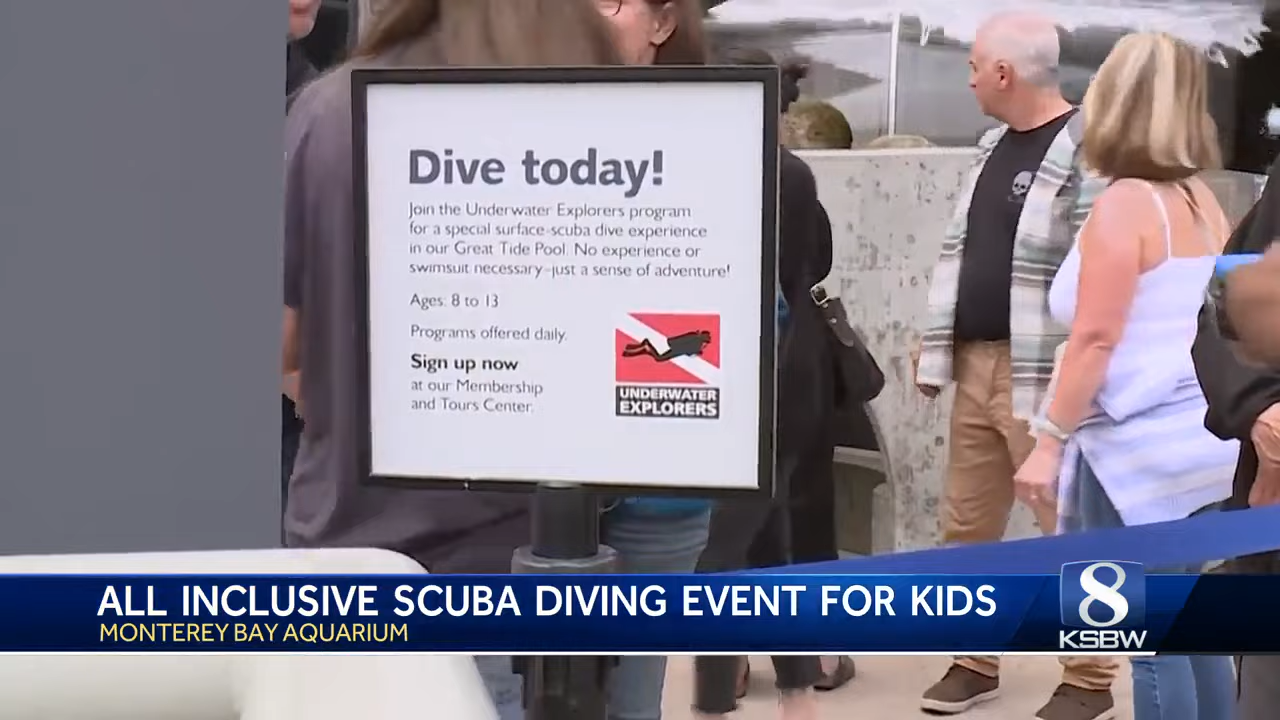 Dive today!
Join the Underwater Explorers program
for a special surface-scuba dive experience
in our Great Tide Pool. No experience or
swimsuit necessary–just a sense of adventure!
Ages: 8 to 13
Programs offered daily.
Sign up now
at our Membership
and Tours Center.
UNDERWATER
EXPLORERS
ALL INCLUSIVE SCUBA DIVING EVENT FOR KIDS
MONTEREY BAY AQUARIUM
8
KSBW